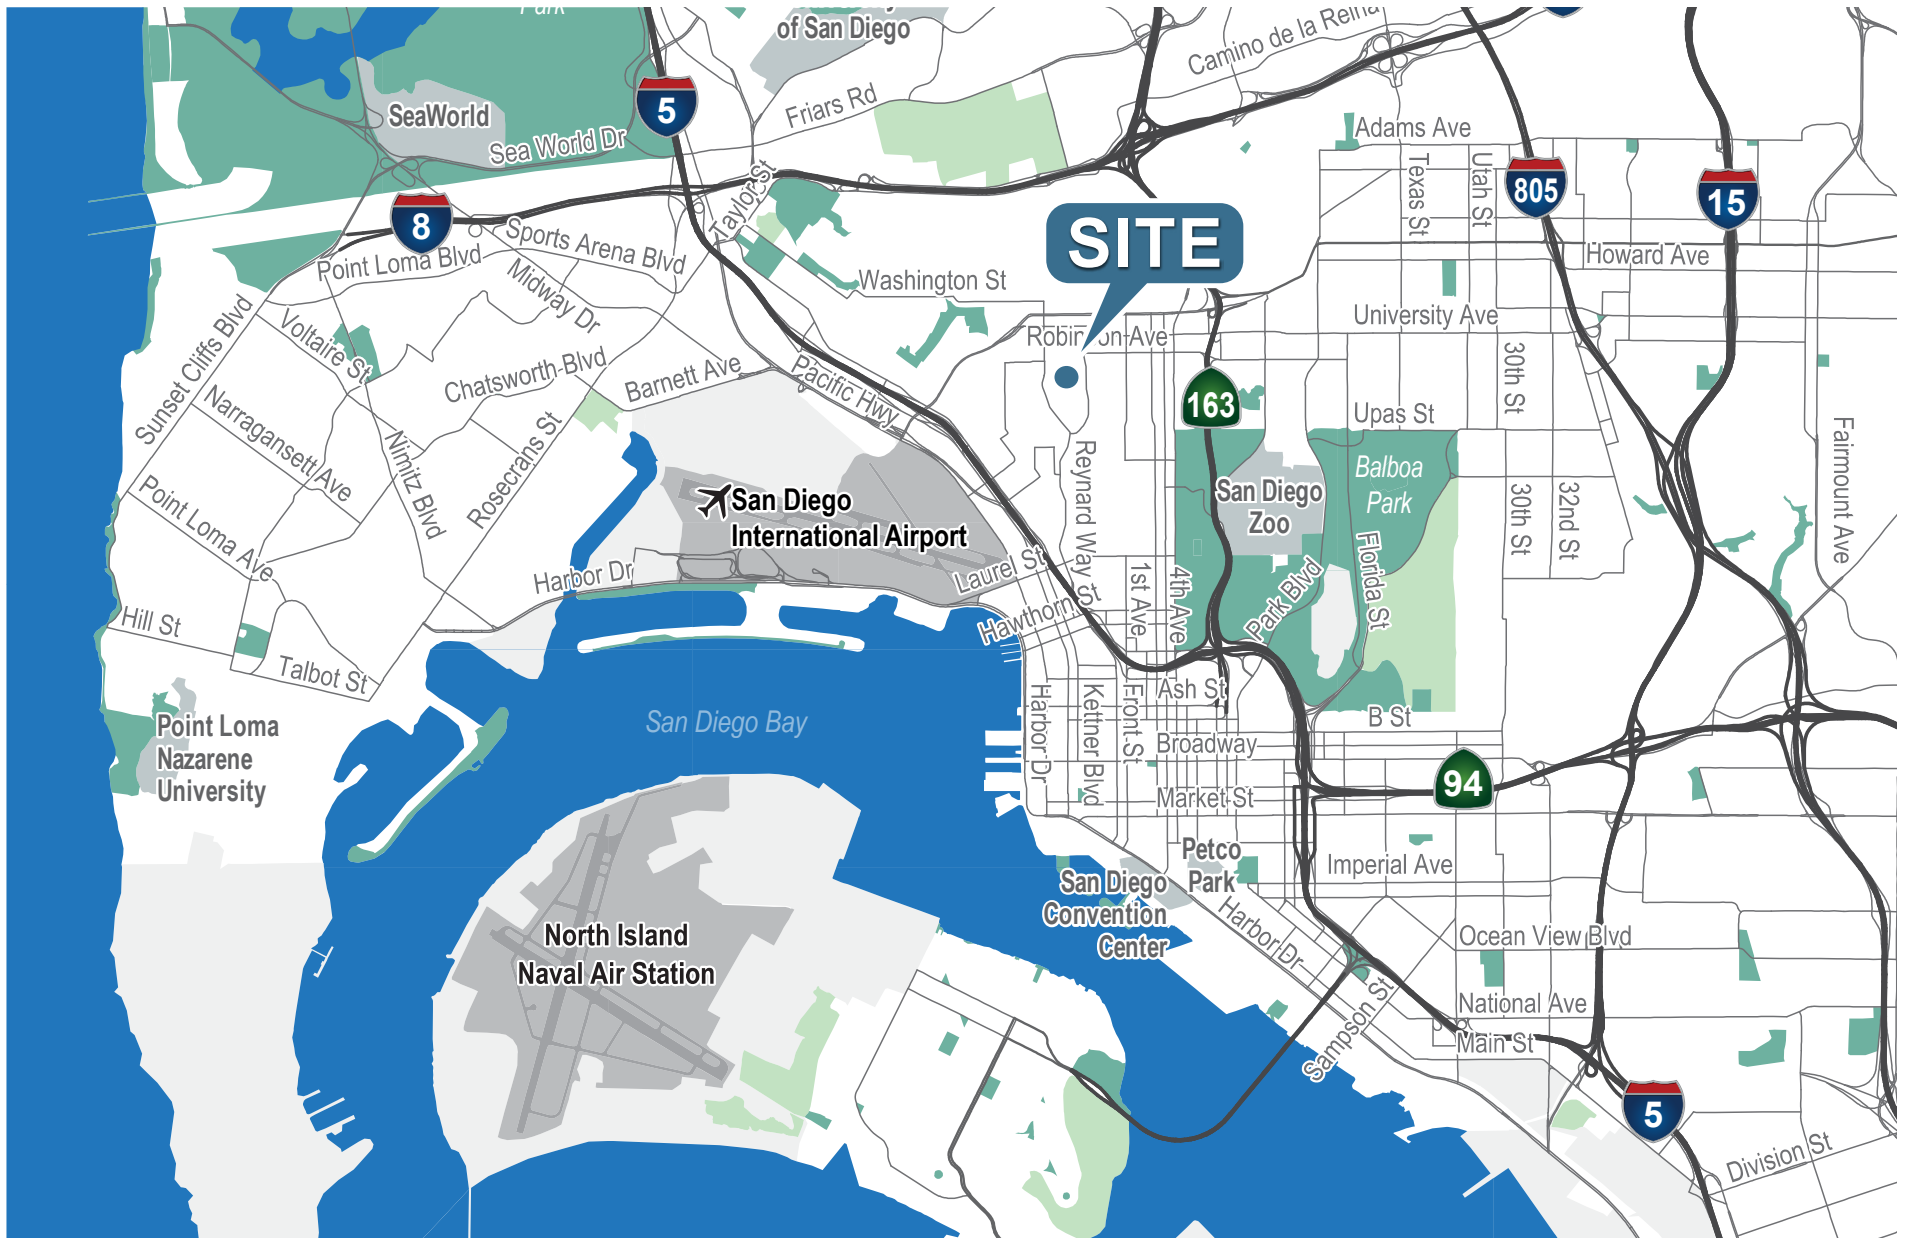 Park
of San Diego
Camino de la Reina
SeaWorld
5
Friars Rd
Sea World Dr
Adams Ave
Texas St
Utah St
805
15
Taylor St
8
SITE
Sports Arena Blvd
Point Loma Blvd
Howard Ave
Midway Dr
Washington St
University Ave
Robinson Ave
Sunset Cliffs Blvd
Voltaire St
30th St
Chatsworth Blvd
Barnett Ave
Pacific Hwy
163
Upas St
Narragansett Ave
Nimitz Blvd
Rosecrans St
Reynard Way
Fairmount Ave
Balboa
Park
San Diego
Zoo
San Diego
International Airport
30th St
32nd St
Point Loma Ave
Harbor Dr
Laurel St
Hawthorn St
1st Ave
4th Ave
Park Blvd
Florida St
Hill St
Talbot St
Ash St
B St
Harbor Dr
Kettner Blvd
Front St
San Diego Bay
Point Loma
Nazarene
University
Broadway
94
Market St
Petco
Park
Imperial Ave
San Diego
Convention
Center
Harbor Dr
North Island
Naval Air Station
Ocean View Blvd
National Ave
Sampson St
Main St
5
Division St